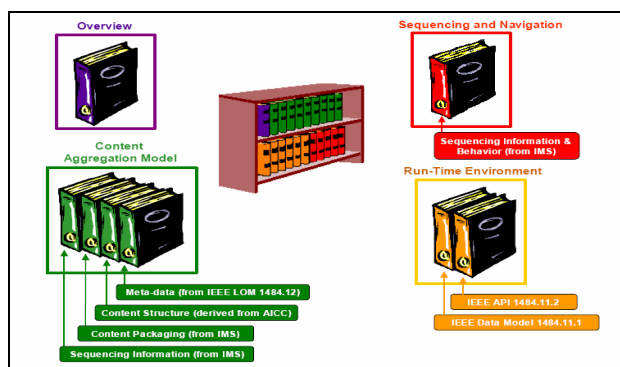 Overview
Sequencing and Navigation
Sequencing Information &
Behavior (from IMS)
Content
Aggregation Model
Meta-data (from IEEE LOM 1484.12)
Content Structure (derived from AICC)
Content Packaging (from IMS)
Sequencing Information (from IMS)
Run-Time Environment
IEEE API 1484.11.2
IEEE Data Model 1484.11.1